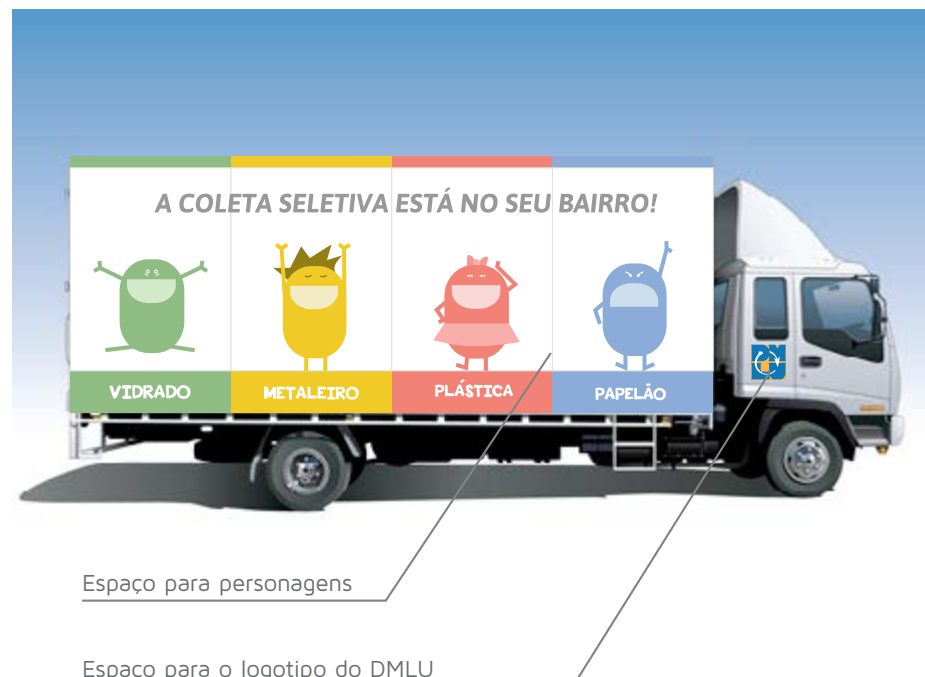 A COLETA SELETIVA ESTÁ NO SEU BAIRRO!
VIDRADO
METALEIRO
PLÁSTICA
PAPELÃO
Espaço para personagens
Espaço para o logotipo do DMLU